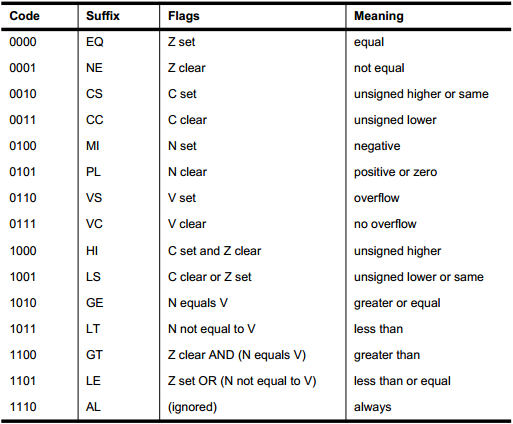 Code Suffix Flags Meaning
0000 EQ Z set equal
0001 NE Z clear not equal
0010 CS C set unsigned higher or same
0011 CC C clear unsigned lower
0100 MI N set negative
0101 PL N clear positive or zero
0110 VS V set overflow
0111 VC V clear no overflow
1000 HI C set and Z clear unsigned higher
1001 LS C clear or Z set unsigned lower or same
1010 GE N equals V greater or equal
1011 LT N not equal to V less than
1100 GT Z clear AND (N equals V) greater than
1101 LE Z set OR (N not equal to V) less than or equal
1110 AL (ignored) always